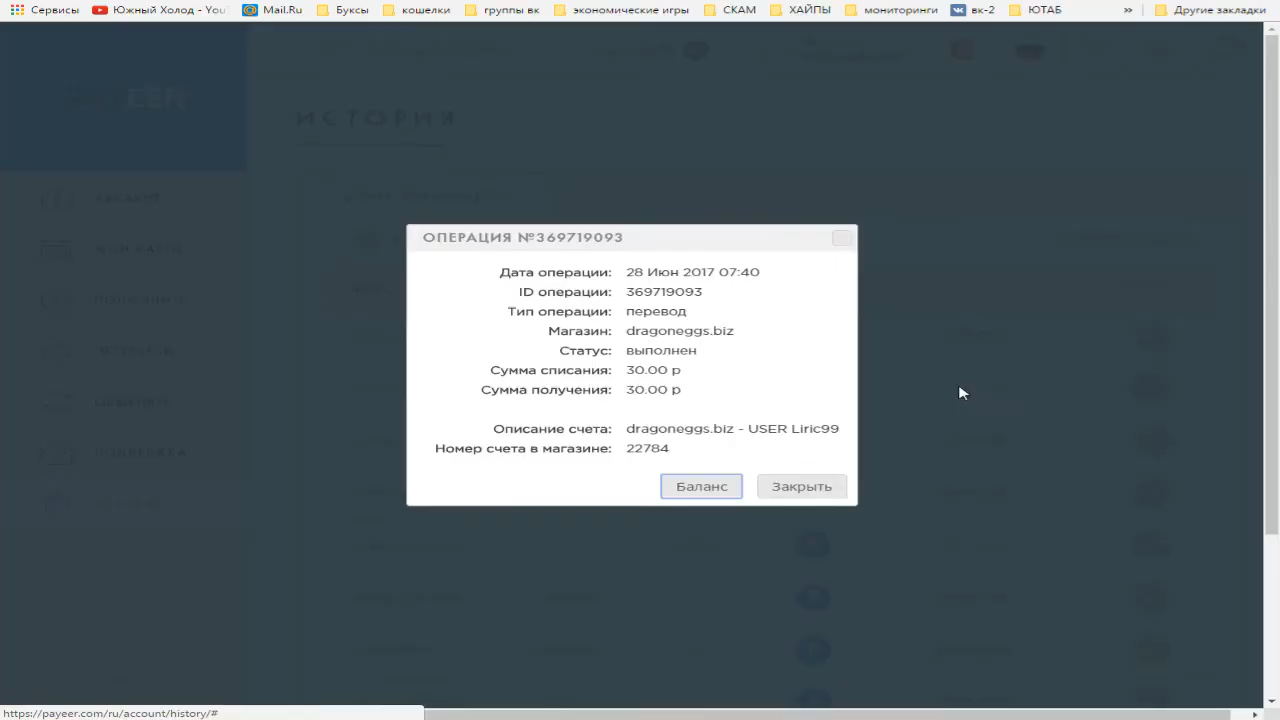 Сервисы Южный Холод - You Mail.Ru Буксы кошелки группы вк экономические игры СКАМ ХАЙПЫ мониторинги вк-2 ЮТАБ » Другие закладки
ИСТОРИЯ
ОПЕРАЦИЯ №369719093
Дата операции: 28 Июн 2017 07:40
ID операции: 369719093
Тип операции: перевод
Магазин: dragoneggs.biz
Статус: выполнен
Сумма списания: 30.00 р
Сумма получения: 30.00 р
Описание счета: dragoneggs.biz - USER Liric99
Номер счета в магазине: 22784
Баланс Закрыть
https://payeer.com/ru/account/history/#